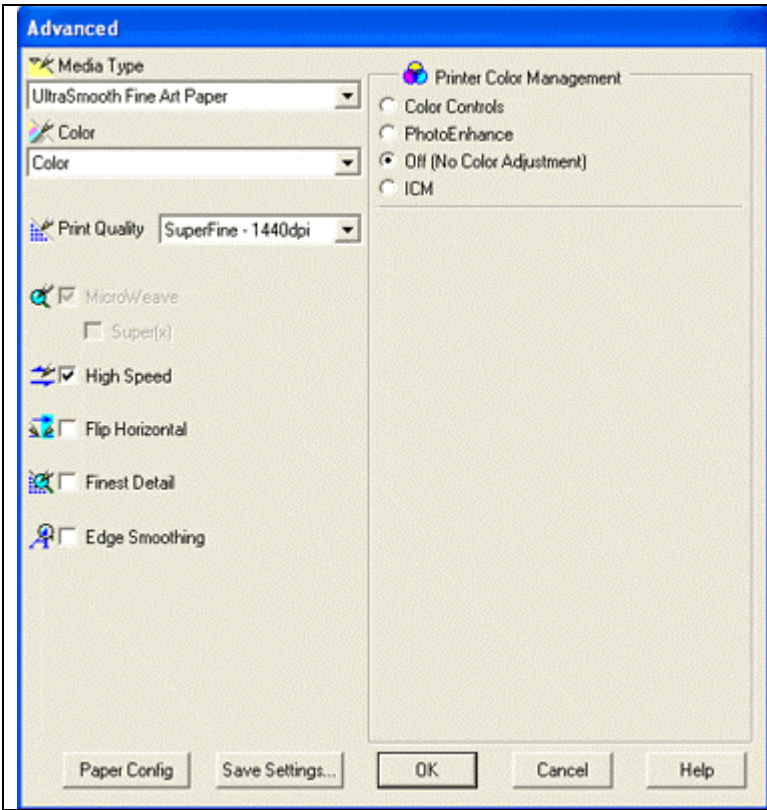 Advanced
Media Type
UltraSmooth Fine Art Paper
Color
Color
Print Quality SuperFine - 1440dpi
MicroWeave
Super(x)
High Speed
Flip Horizontal
Finest Detail
Edge Smoothing
Printer Color Management
Color Controls
PhotoEnhance
Off (No Color Adjustment)
ICM
Paper Config Save Settings... OK Cancel Help